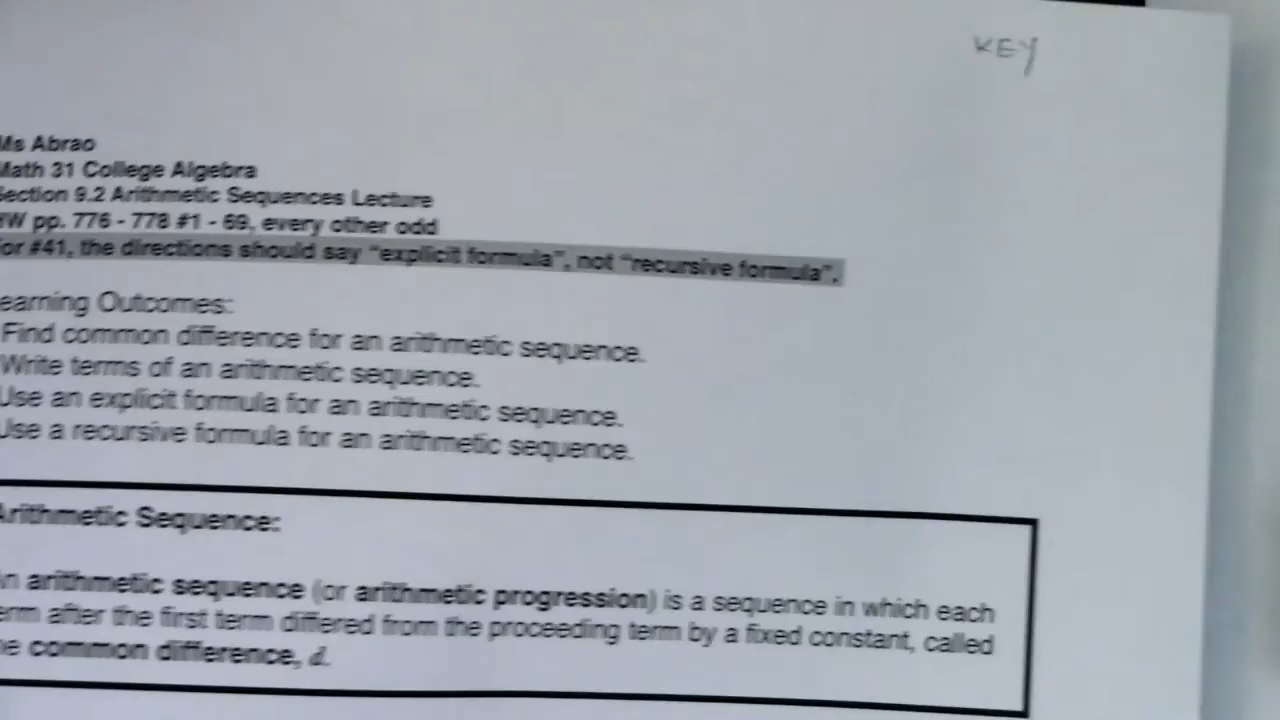 KEY
Ms Abrao
Math 31 College Algebra
Section 9.2 Arithmetic Sequences Lecture
HW pp. 776 - 778 #1 - 69, every other odd
For #41, the directions should say "explicit formula", not "recursive formula".
Learning Outcomes:
Find common difference for an arithmetic sequence.
Write terms of an arithmetic sequence.
Use an explicit formula for an arithmetic sequence.
Use a recursive formula for an arithmetic sequence.
Arithmetic Sequence:
An arithmetic sequence (or arithmetic progression) is a sequence in which each
term after the first term differed from the proceeding term by a fixed constant, called
the common difference, d.